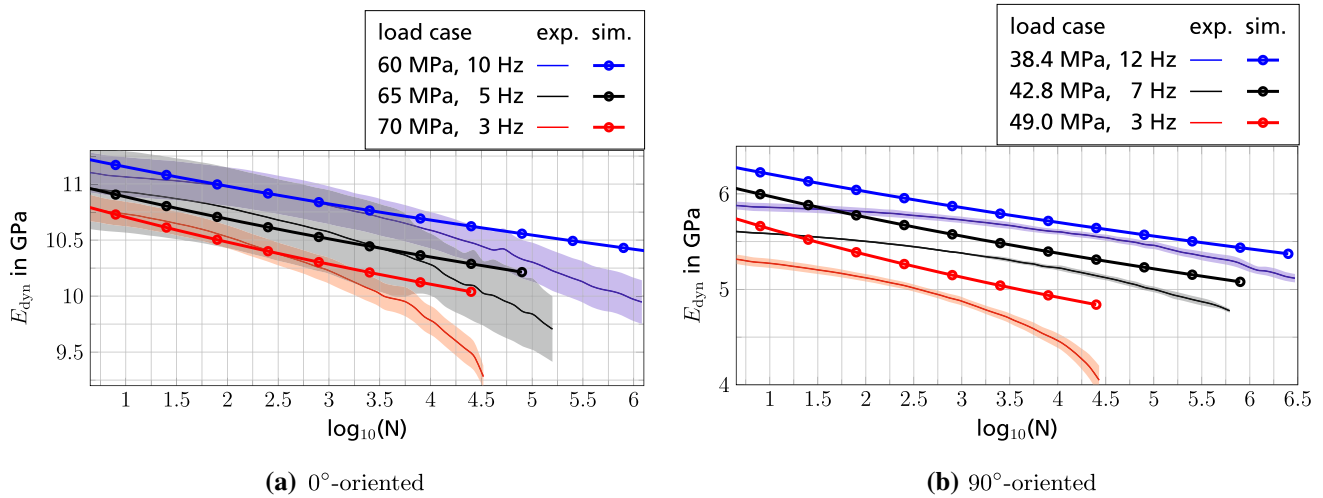 load case exp. sim.
60 MPa, 10 Hz
65 MPa, 5 Hz
70 MPa, 3 Hz
11
10.5
10
9.5
E_dyn in GPa
1 1.5 2 2.5 3 3.5 4 4.5 5 5.5 6
log₁₀(N)
(a) 0°-oriented
load case exp. sim.
38.4 MPa, 12 Hz
42.8 MPa, 7 Hz
49.0 MPa, 3 Hz
6
5
4
E_dyn in GPa
1 1.5 2 2.5 3 3.5 4 4.5 5 5.5 6 6.5
log₁₀(N)
(b) 90°-oriented